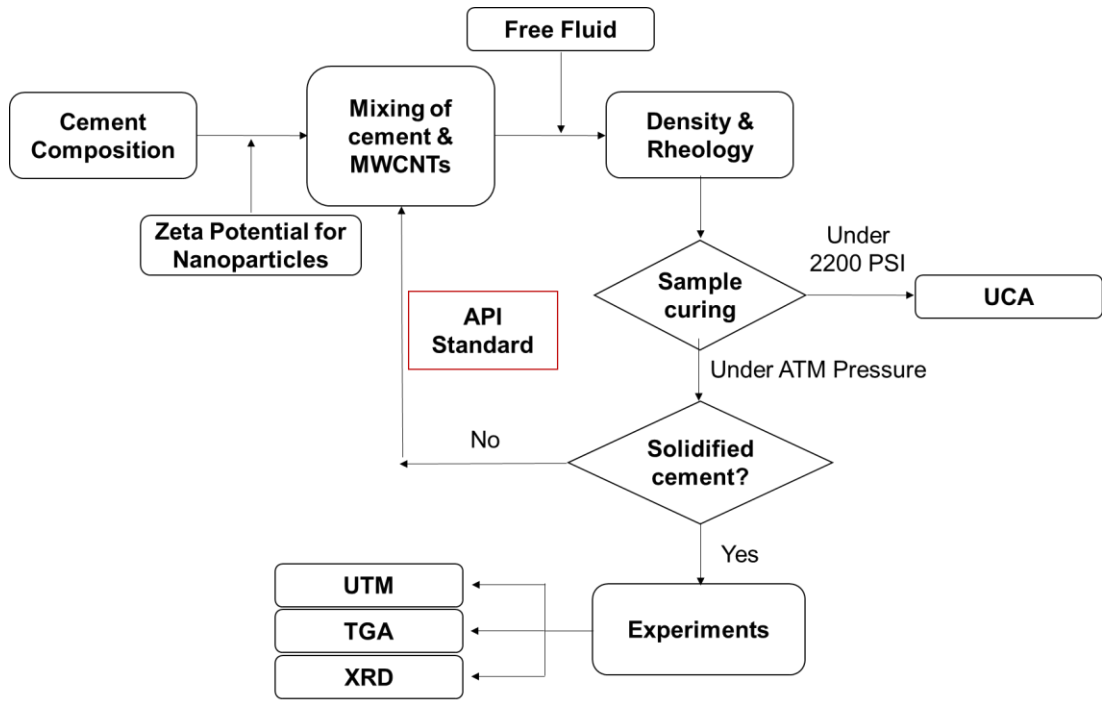 Free Fluid
Cement
Composition
Mixing of
cement &
MWCNTs
Density &
Rheology
Zeta Potential for
Nanoparticles
Under
2200 PSI
Sample
curing
UCA
API
Standard
Under ATM Pressure
No
Solidified
cement?
Yes
UTM
TGA
XRD
Experiments